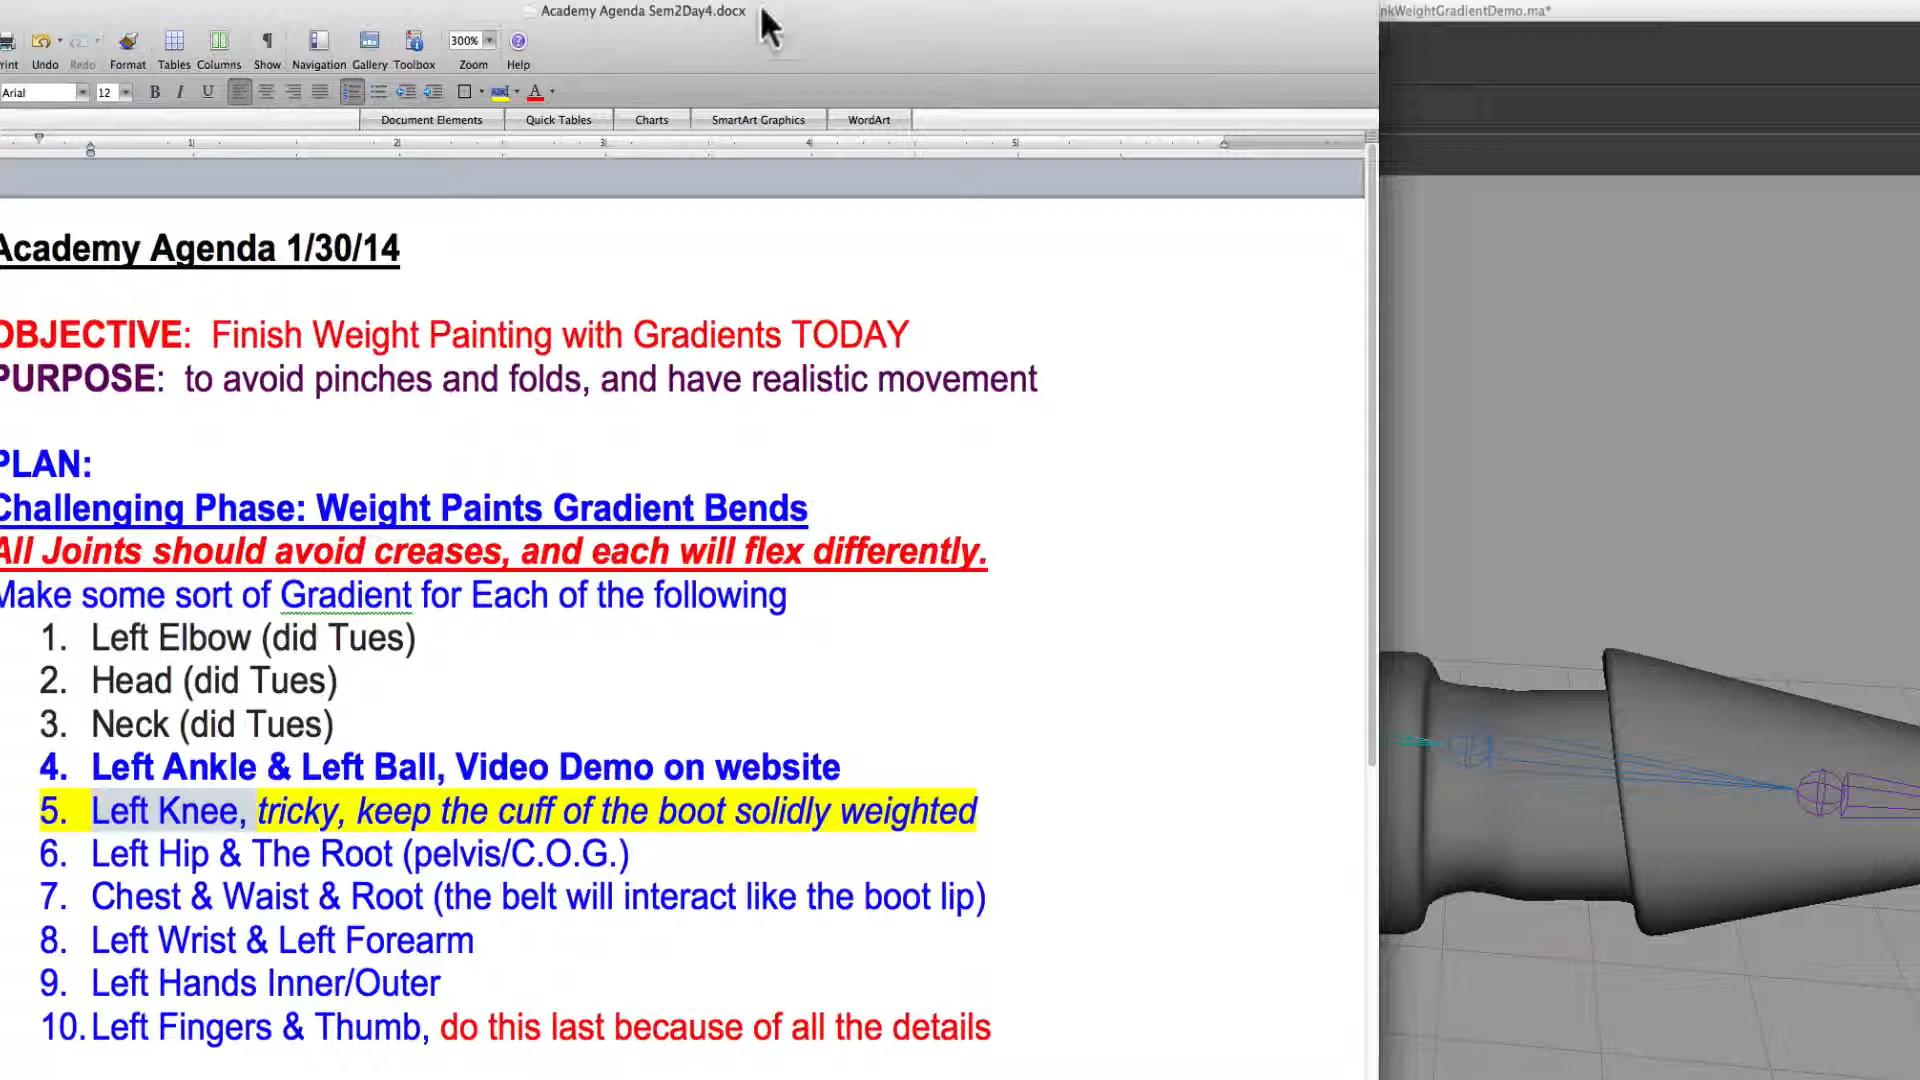 Academy Agenda Sem2Day4.docx
nkWeightGradientDemo.ma*
rint Undo Redo Format Tables Columns Show Navigation Gallery Toolbox 300% Zoom Help
Arial 12 B I U ABC A
Document Elements Quick Tables Charts SmartArt Graphics WordArt
1 2 3 4 5
Academy Agenda 1/30/14
OBJECTIVE: Finish Weight Painting with Gradients TODAY
PURPOSE: to avoid pinches and folds, and have realistic movement
PLAN:
Challenging Phase: Weight Paints Gradient Bends
All Joints should avoid creases, and each will flex differently.
Make some sort of Gradient for Each of the following
1. Left Elbow (did Tues)
2. Head (did Tues)
3. Neck (did Tues)
4. Left Ankle & Left Ball, Video Demo on website
5. Left Knee, tricky, keep the cuff of the boot solidly weighted
6. Left Hip & The Root (pelvis/C.O.G.)
7. Chest & Waist & Root (the belt will interact like the boot lip)
8. Left Wrist & Left Forearm
9. Left Hands Inner/Outer
10. Left Fingers & Thumb, do this last because of all the details